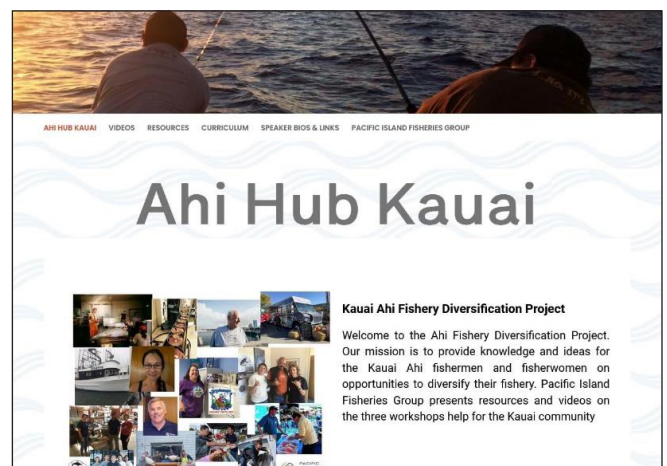 AHI HUB KAUAI VIDEOS RESOURCES CURRICULUM SPEAKER BIOS & LINKS PACIFIC ISLAND FISHERIES GROUP
Ahi Hub Kauai
Kauai Ahi Fishery Diversification Project
Welcome to the Ahi Fishery Diversification Project.
Our mission is to provide knowledge and ideas for
the Kauai Ahi fishermen and fisherwomen on
opportunities to diversify their fishery. Pacific Island
Fisheries Group presents resources and videos on
the three workshops help for the Kauai community
PACIFIC